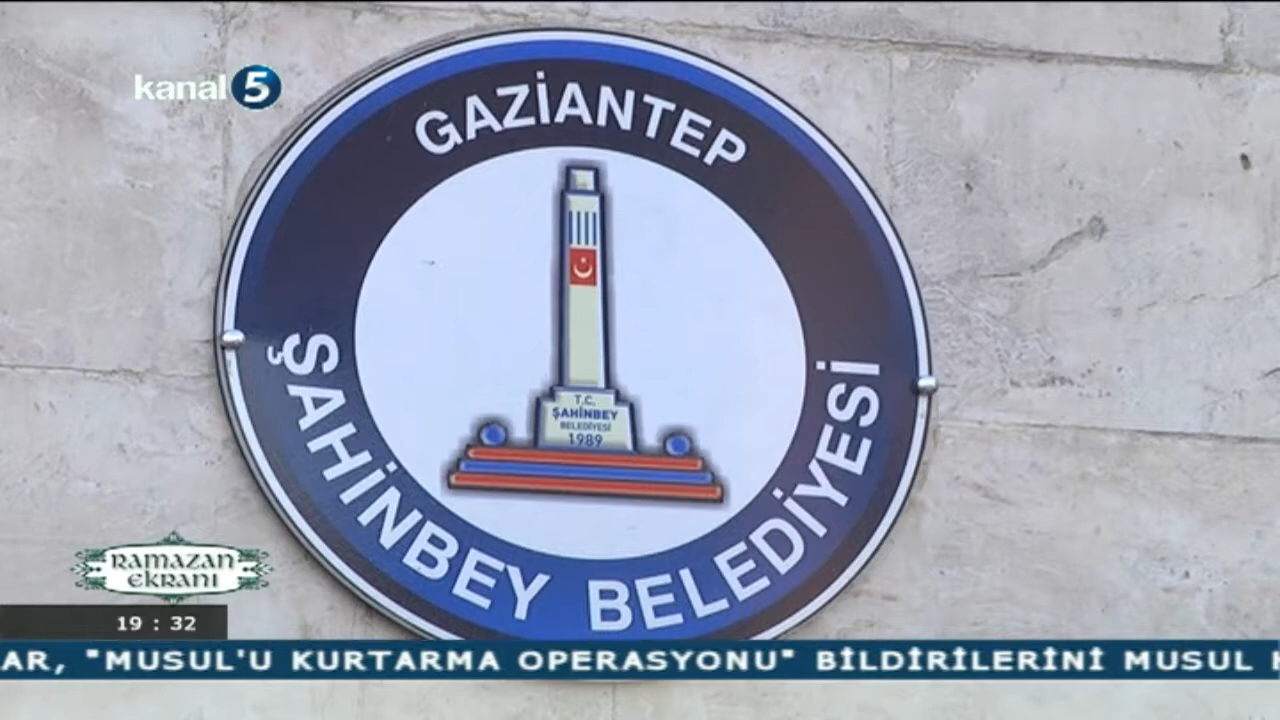 kanal 5
GAZİANTEP
T.C.
ŞAHİNBEY
BELEDİYESİ
1989
ŞAHİNBEY BELEDİYESİ
RAMAZAN
EKRANI
19 : 32
AR, "MUSUL'U KURTARMA OPERASYONU" BİLDİRİLERİNİ MUSUL